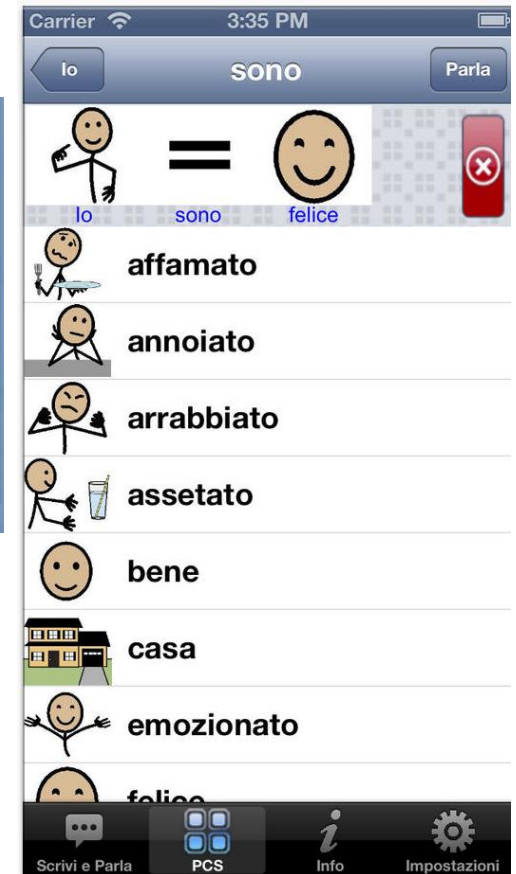 Carrier 3:35 PM
Io sono Parla
Io sono felice
affamato
annoiato
arrabbiato
assetato
bene
casa
emozionato
felice
Scrivi e Parla PCS Info Impostazioni